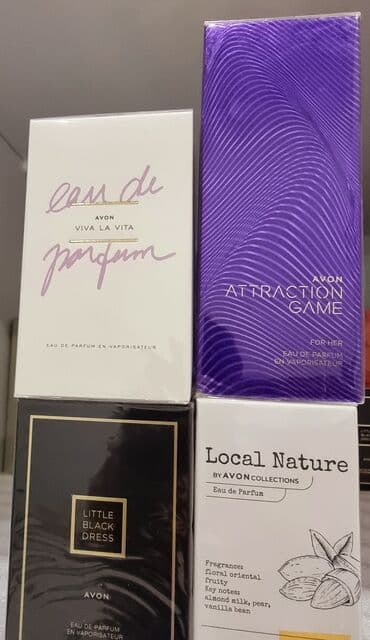 eau de
AVON
VIVA LA VITA
parfum
EAU DE PARFUM EN VAPORISATEUR
AVON
ATTRACTION
GAME
FOR HER
EAU DE PARFUM
EN VAPORISATEUR
LITTLE
BLACK
DRESS
AVON
EAU DE PARFUM
EN VAPORISATEUR
Local Nature
BY AVON COLLECTIONS
Eau de Parfum
Fragrance:
floral oriental
fruity
Key notes:
almond milk, pear,
vanilla bean